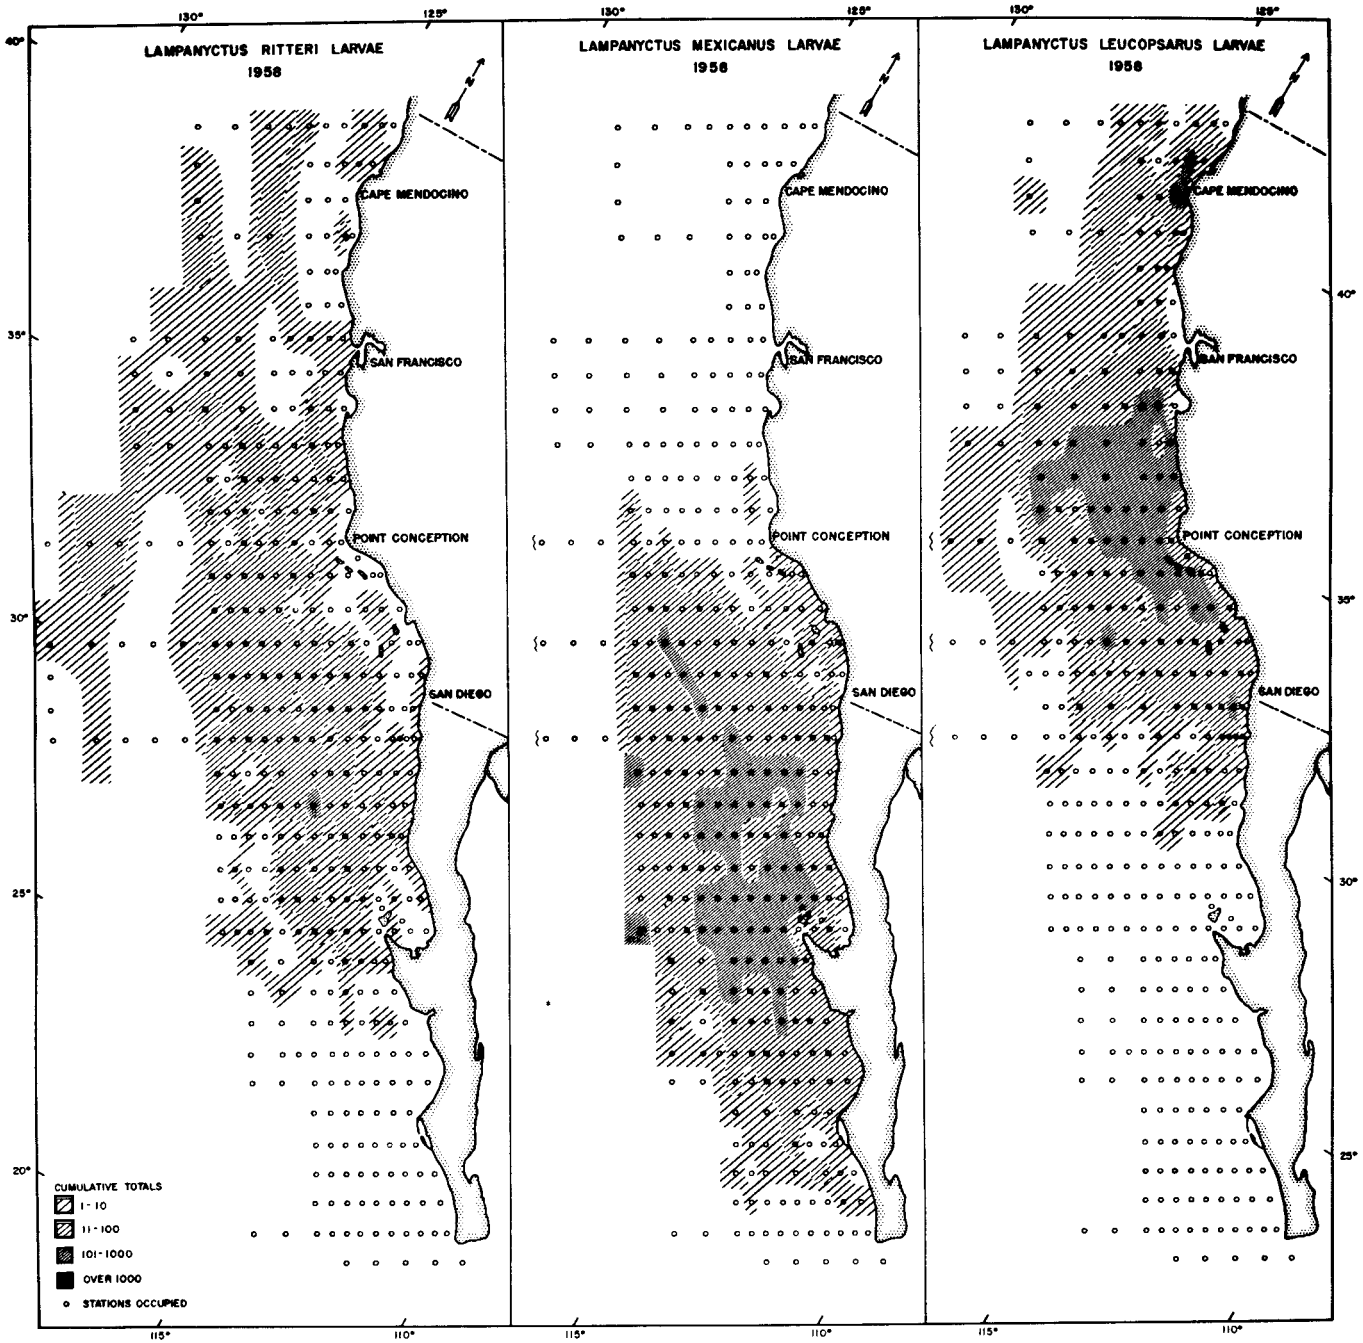 130° 125° 130° 125° 130° 125°
40°
LAMPANYCTUS RITTERI LARVAE
1958
N
CAPE MENDOCINO
SAN FRANCISCO
POINT CONCEPTION
SAN DIEGO
35°
30°
25°
20°
CUMULATIVE TOTALS
1-10
11-100
101-1000
OVER 1000
STATIONS OCCUPIED
115° 110°
LAMPANYCTUS MEXICANUS LARVAE
1958
N
CAPE MENDOCINO
SAN FRANCISCO
POINT CONCEPTION
SAN DIEGO
115° 110°
LAMPANYCTUS LEUCOPSARUS LARVAE
1958
N
CAPE MENDOCINO
SAN FRANCISCO
POINT CONCEPTION
SAN DIEGO
40°
35°
30°
25°
115° 110°